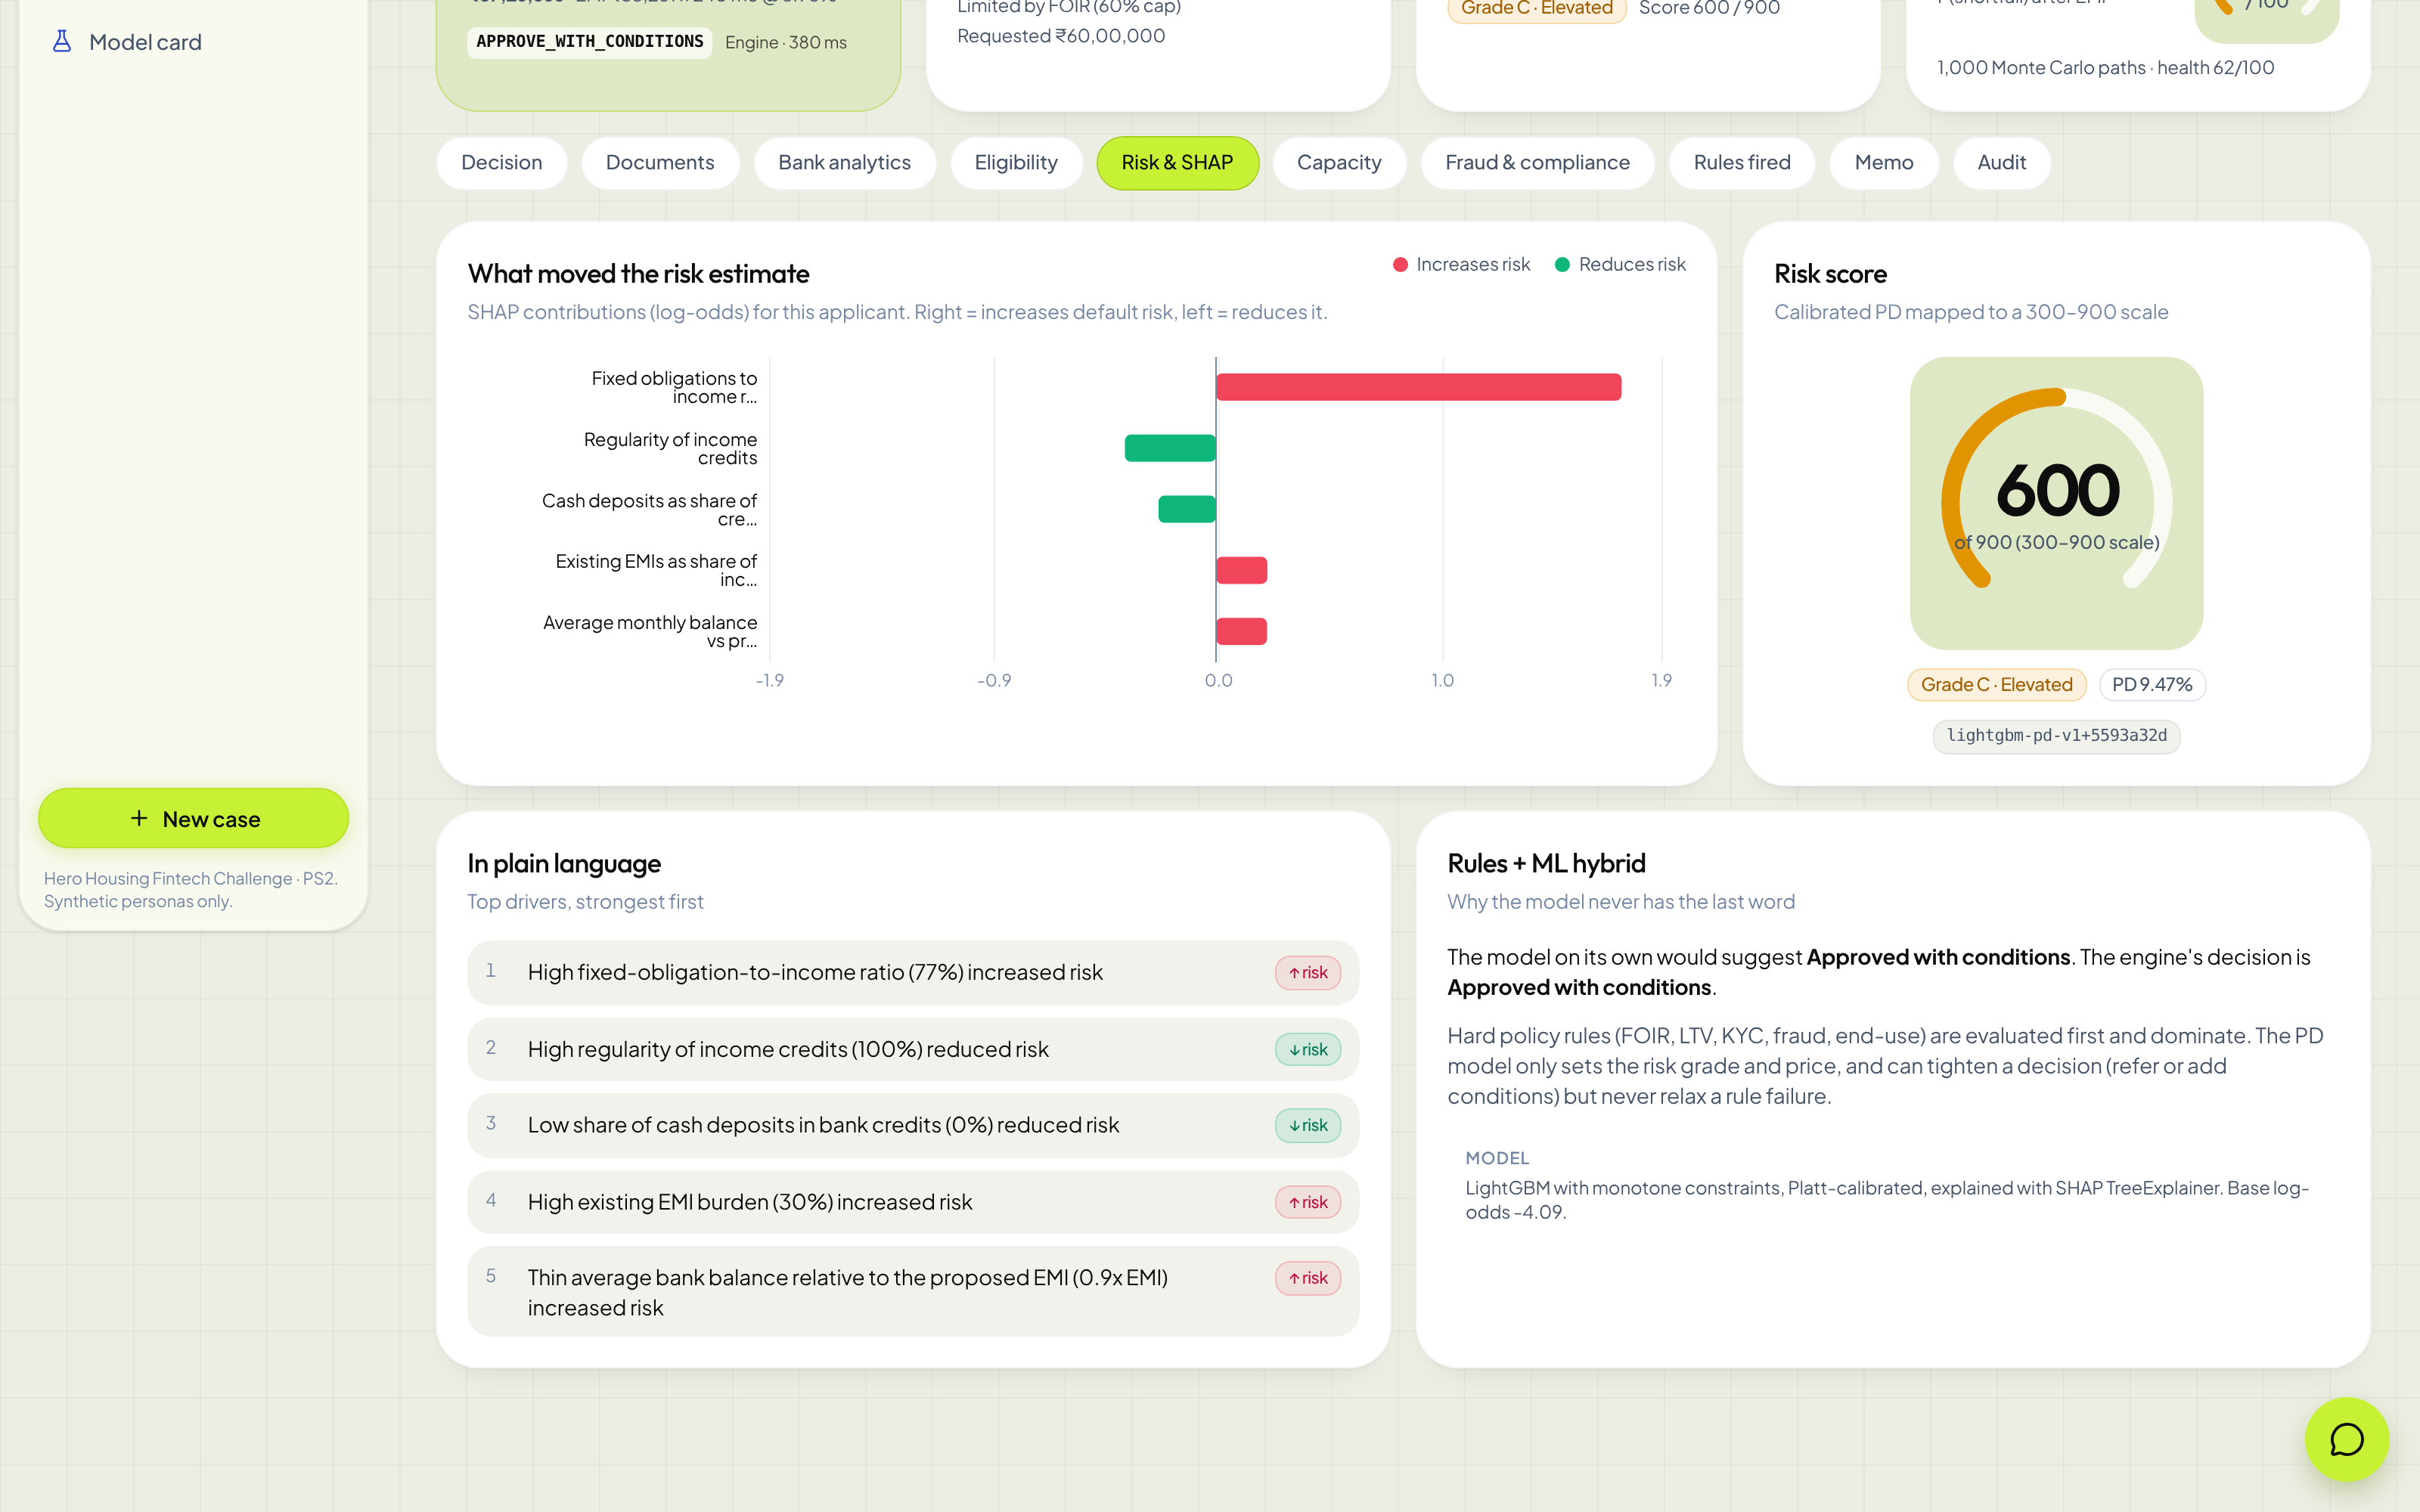 Model card
APPROVE_WITH_CONDITIONS Engine · 380 ms
Limited by FOIR (60% cap)
Requested ₹60,00,000
Grade C · Elevated Score 600 / 900
/100
1,000 Monte Carlo paths · health 62/100
Decision Documents Bank analytics Eligibility Risk & SHAP Capacity Fraud & compliance Rules fired Memo Audit
What moved the risk estimate
Increases risk Reduces risk
SHAP contributions (log-odds) for this applicant. Right = increases default risk, left = reduces it.
Fixed obligations to
income r...
Regularity of income
credits
Cash deposits as share of
cre...
Existing EMIs as share of
inc...
Average monthly balance
vs pr...
-1.9 -0.9 0.0 1.0 1.9
Risk score
Calibrated PD mapped to a 300–900 scale
600
of 900 (300–900 scale)
Grade C · Elevated PD 9.47%
lightgbm-pd-v1+5593a32d
New case
Hero Housing Fintech Challenge · PS2.
Synthetic personas only.
In plain language
Top drivers, strongest first
1 High fixed-obligation-to-income ratio (77%) increased risk ↑ risk
2 High regularity of income credits (100%) reduced risk ↓ risk
3 Low share of cash deposits in bank credits (0%) reduced risk ↓ risk
4 High existing EMI burden (30%) increased risk ↑ risk
5 Thin average bank balance relative to the proposed EMI (0.9x EMI) ↑ risk
increased risk
Rules + ML hybrid
Why the model never has the last word
The model on its own would suggest Approved with conditions. The engine's decision is
Approved with conditions.
Hard policy rules (FOIR, LTV, KYC, fraud, end-use) are evaluated first and dominate. The PD
model only sets the risk grade and price, and can tighten a decision (refer or add
conditions) but never relax a rule failure.
MODEL
LightGBM with monotone constraints, Platt-calibrated, explained with SHAP TreeExplainer. Base log-
odds -4.09.